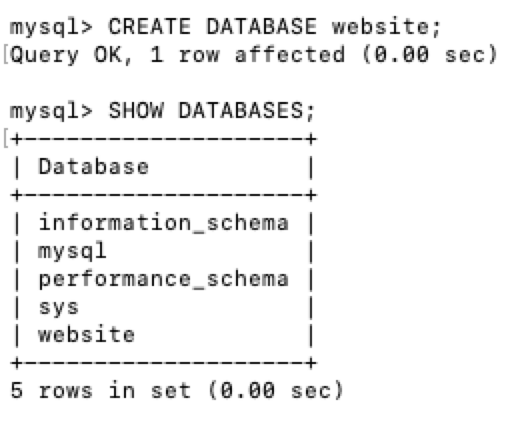 mysql> CREATE DATABASE website;
[Query OK, 1 row affected (0.00 sec)
mysql> SHOW DATABASES;
[+--------------------+
| Database           |
+--------------------+
| information_schema |
| mysql              |
| performance_schema |
| sys                |
| website            |
+--------------------+
5 rows in set (0.00 sec)